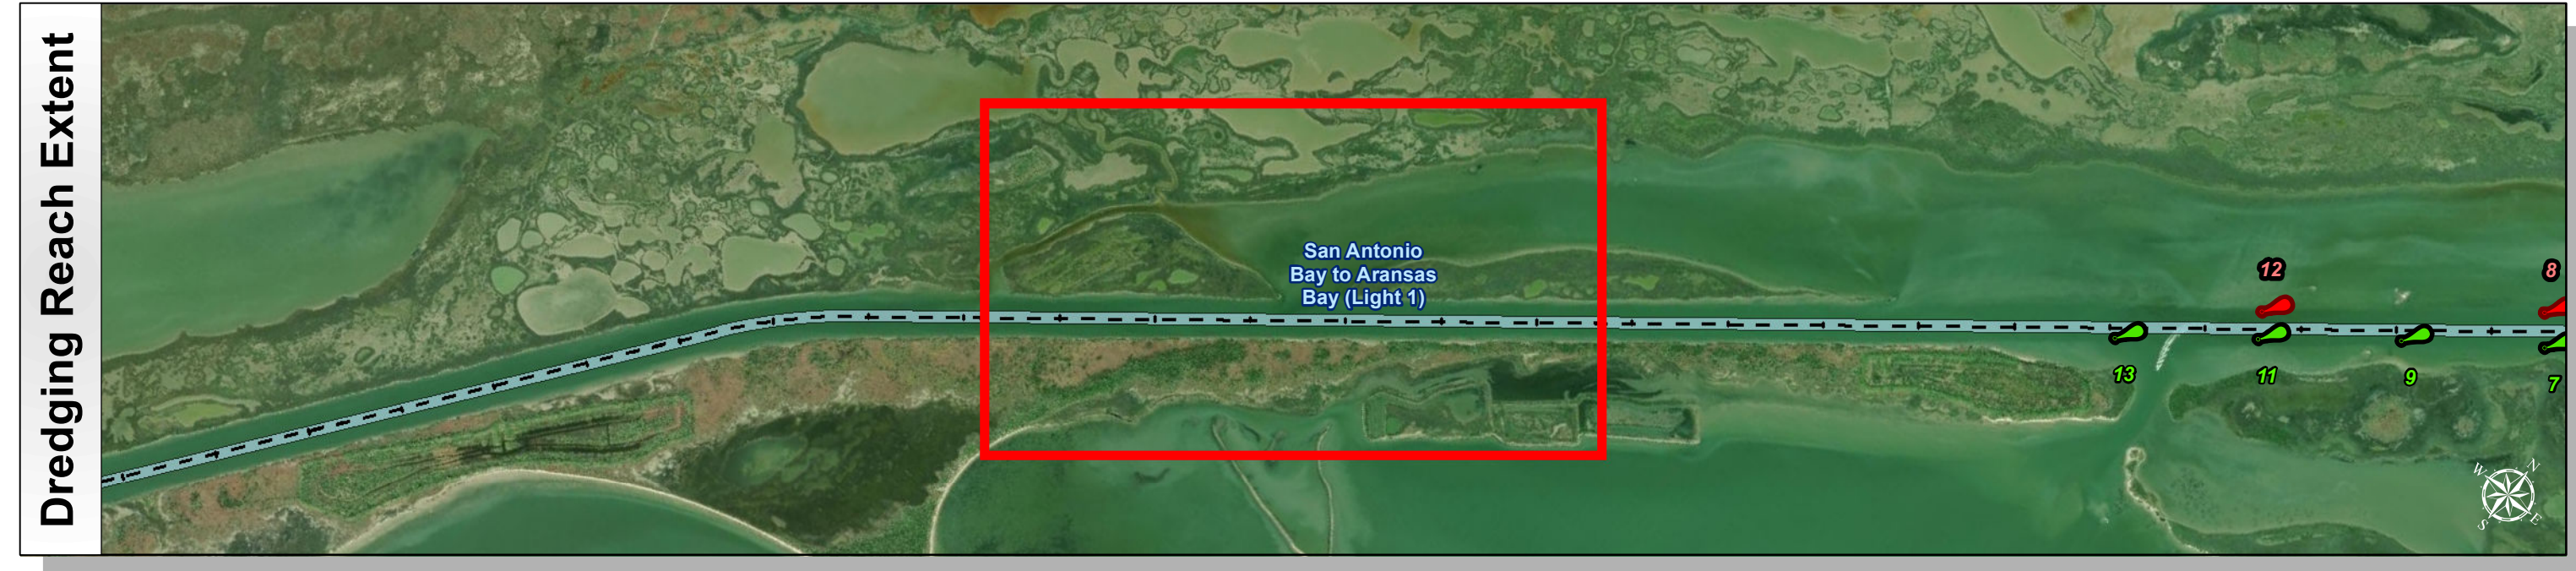 Dredging Reach Extent
San Antonio
Bay to Aransas
Bay (Light 1)
12
8
13
11
9
7
W
N
S
E